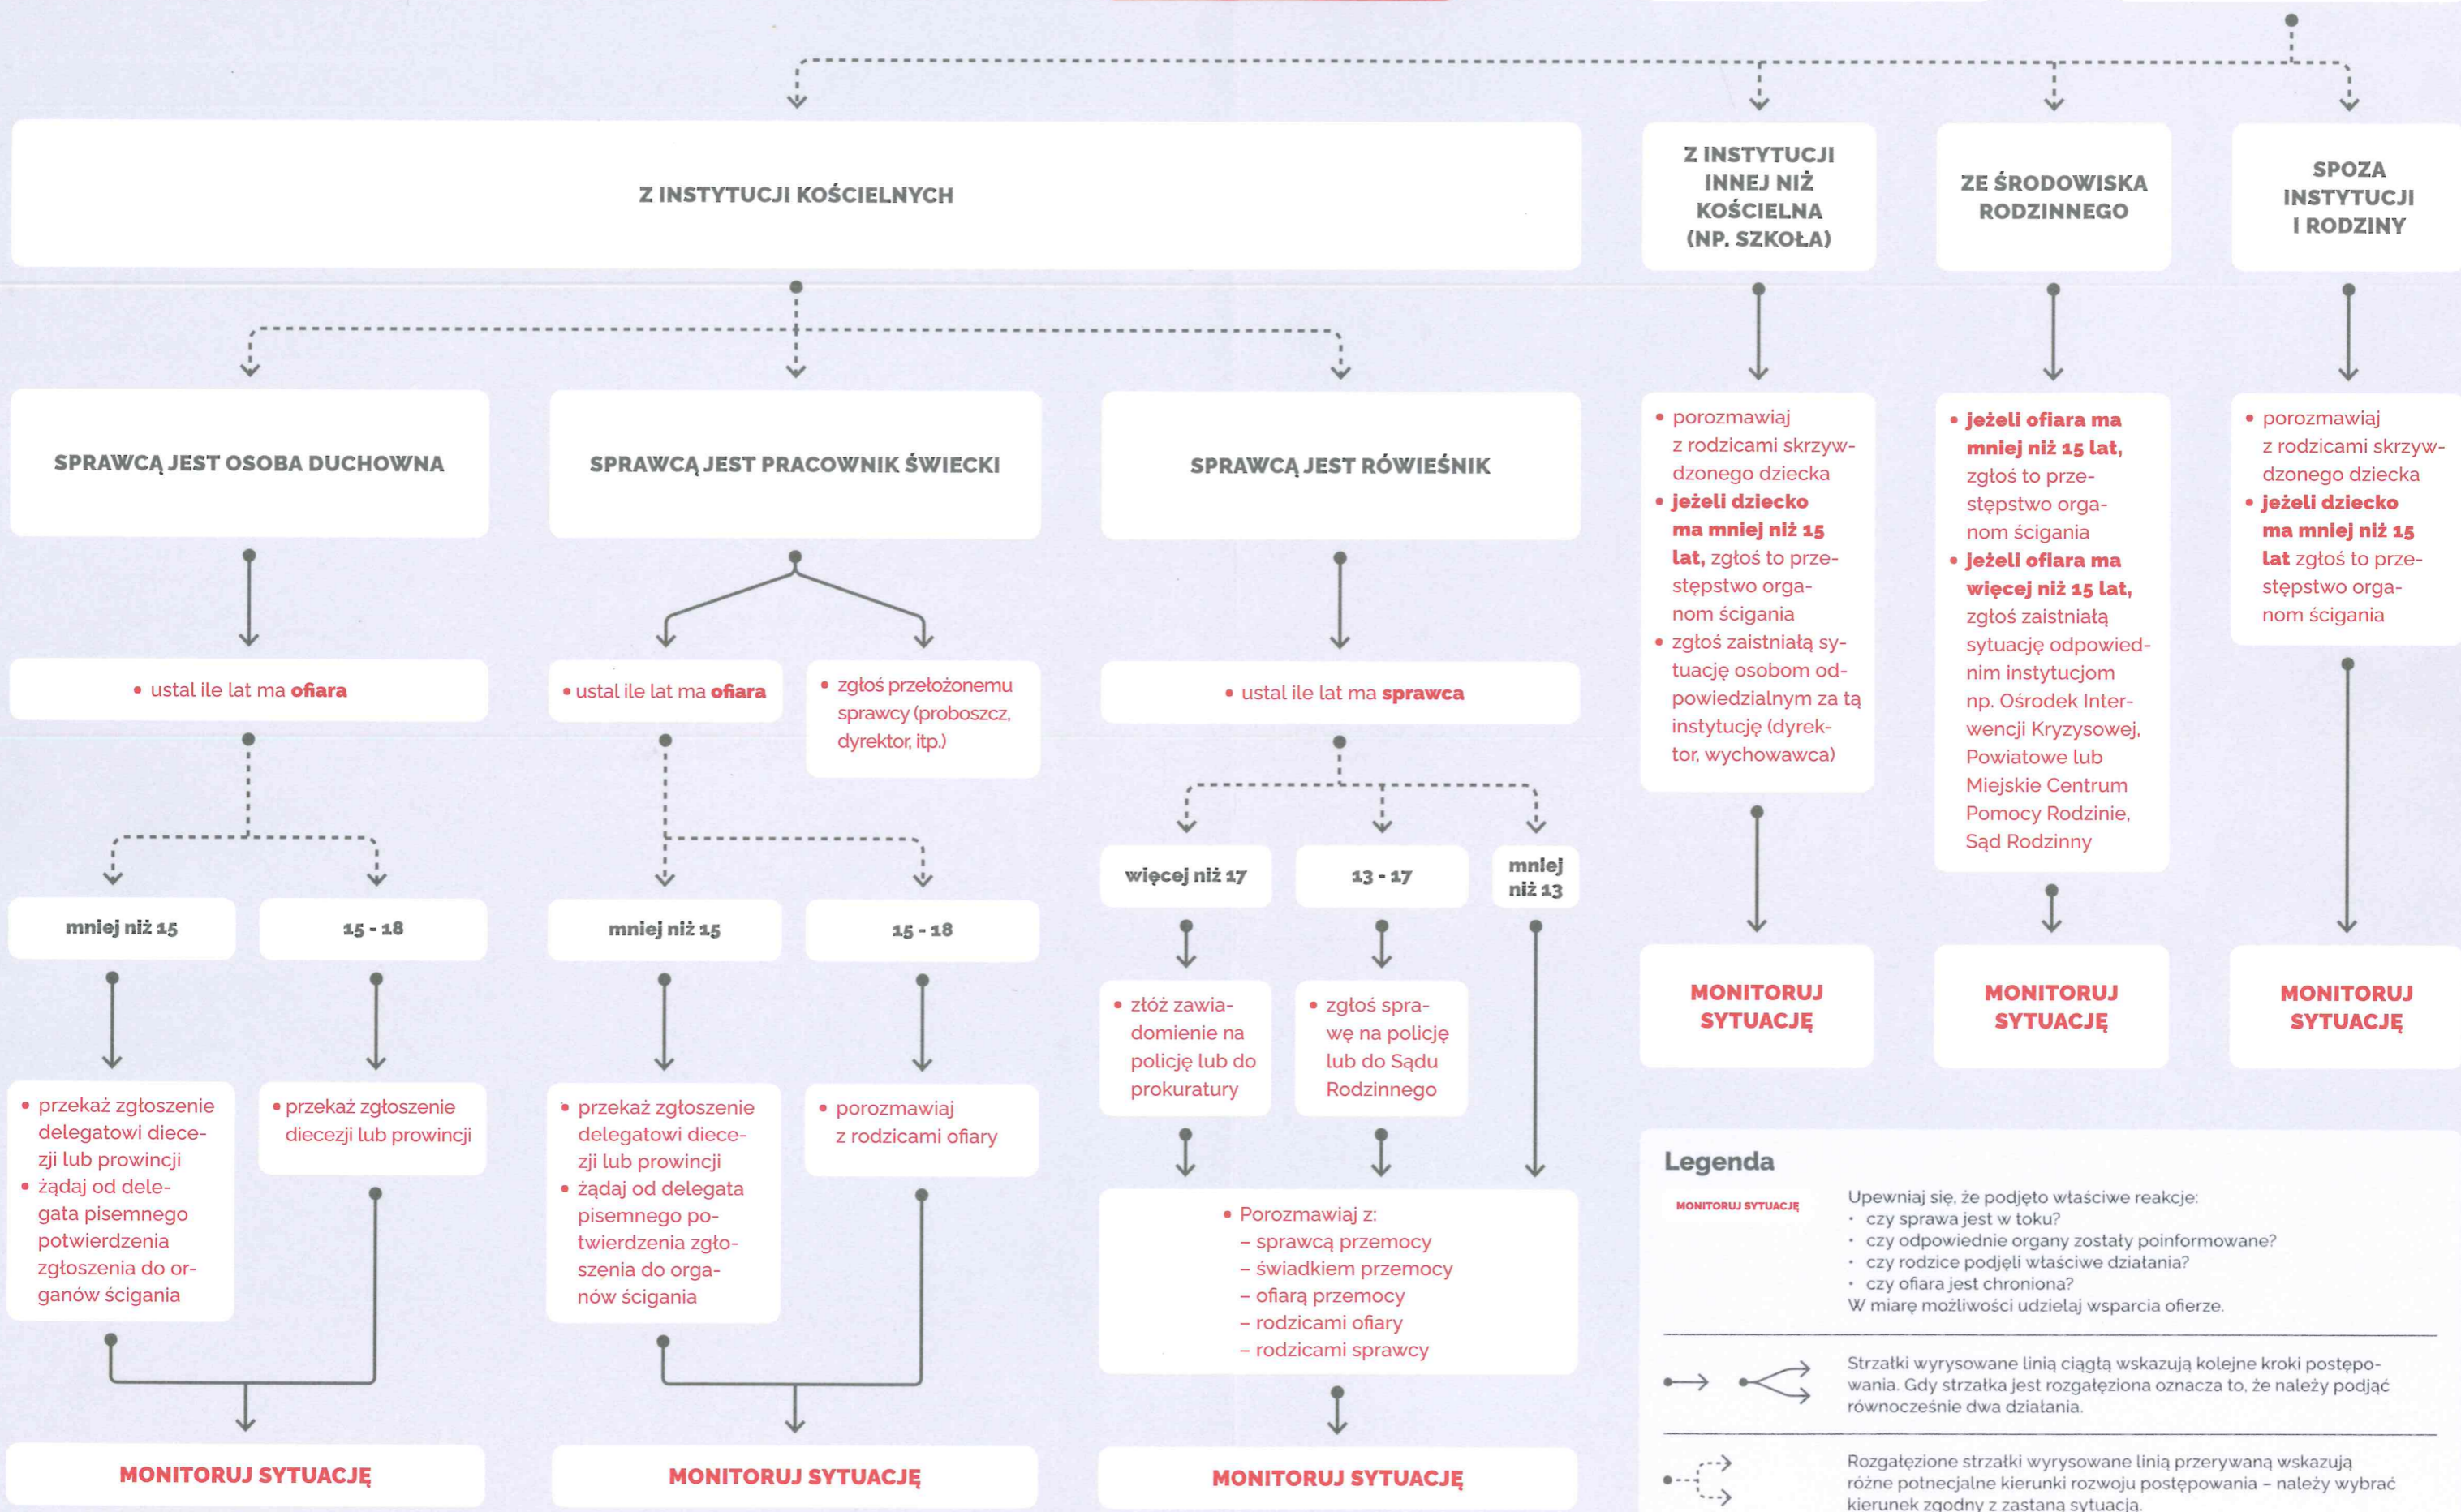 Z INSTYTUCJI KOŚCIELNYCH
Z INSTYTUCJI
INNEJ NIŻ
KOŚCIELNA
(NP. SZKOŁA)
ZE ŚRODOWISKA
RODZINNEGO
SPOZA
INSTYTUCJI
I RODZINY
SPRAWCĄ JEST OSOBA DUCHOWNA
• ustal ile lat ma ofiara
mniej niż 15
• przekaż zgłoszenie
delegatowi diece-
zji lub prowincji
• żądaj od dele-
gata pisemnego
potwierdzenia
zgłoszenia do or-
ganów ścigania
15 - 18
• przekaż zgłoszenie
diecezji lub prowincji
MONITORUJ SYTUACJĘ
SPRAWCĄ JEST PRACOWNIK ŚWIECKI
• ustal ile lat ma ofiara
• zgłoś przełożonemu
sprawcy (proboszcz,
dyrektor, itp.)
mniej niż 15
• przekaż zgłoszenie
delegatowi diece-
zji lub prowincji
• żądaj od delegata
pisemnego po-
twierdzenia zgło-
szenia do orga-
nów ścigania
15 - 18
• porozmawiaj
z rodzicami ofiary
MONITORUJ SYTUACJĘ
SPRAWCĄ JEST RÓWIEŚNIK
• ustal ile lat ma sprawca
więcej niż 17
• złóż zawia-
domienie na
policję lub do
prokuratury
13 - 17
• zgłoś spra-
wę na policję
lub do Sądu
Rodzinnego
mniej
niż 13
• Porozmawiaj z:
– sprawcą przemocy
– świadkiem przemocy
– ofiarą przemocy
– rodzicami ofiary
– rodzicami sprawcy
MONITORUJ SYTUACJĘ
• porozmawiaj
z rodzicami skrzyw-
dzonego dziecka
• jeżeli dziecko
ma mniej niż 15
lat, zgłoś to prze-
stępstwo orga-
nom ścigania
• zgłoś zaistniałą sy-
tuację osobom od-
powiedzialnym za tą
instytucję (dyrek-
tor, wychowawca)
MONITORUJ
SYTUACJĘ
• jeżeli ofiara ma
mniej niż 15 lat,
zgłoś to prze-
stępstwo orga-
nom ścigania
• jeżeli ofiara ma
więcej niż 15 lat,
zgłoś zaistniałą
sytuację odpowied-
nim instytucjom
np. Ośrodek Inter-
wencji Kryzysowej,
Powiatowe lub
Miejskie Centrum
Pomocy Rodzinie,
Sąd Rodzinny
MONITORUJ
SYTUACJĘ
• porozmawiaj
z rodzicami skrzyw-
dzonego dziecka
• jeżeli dziecko
ma mniej niż 15
lat zgłoś to prze-
stępstwo orga-
nom ścigania
MONITORUJ
SYTUACJĘ
Legenda
MONITORUJ SYTUACJĘ
Upewniaj się, że podjęto właściwe reakcje:
• czy sprawa jest w toku?
• czy odpowiednie organy zostały poinformowane?
• czy rodzice podjęli właściwe działania?
• czy ofiara jest chroniona?
W miarę możliwości udzielaj wsparcia ofierze.
Strzałki wyrysowane linią ciągłą wskazują kolejne kroki postępo-
wania. Gdy strzałka jest rozgałęziona oznacza to, że należy podjąć
równocześnie dwa działania.
Rozgałęzione strzałki wyrysowane linią przerywaną wskazują
różne potnecjalne kierunki rozwoju postępowania – należy wybrać
kierunek zgodny z zastaną sytuacją.